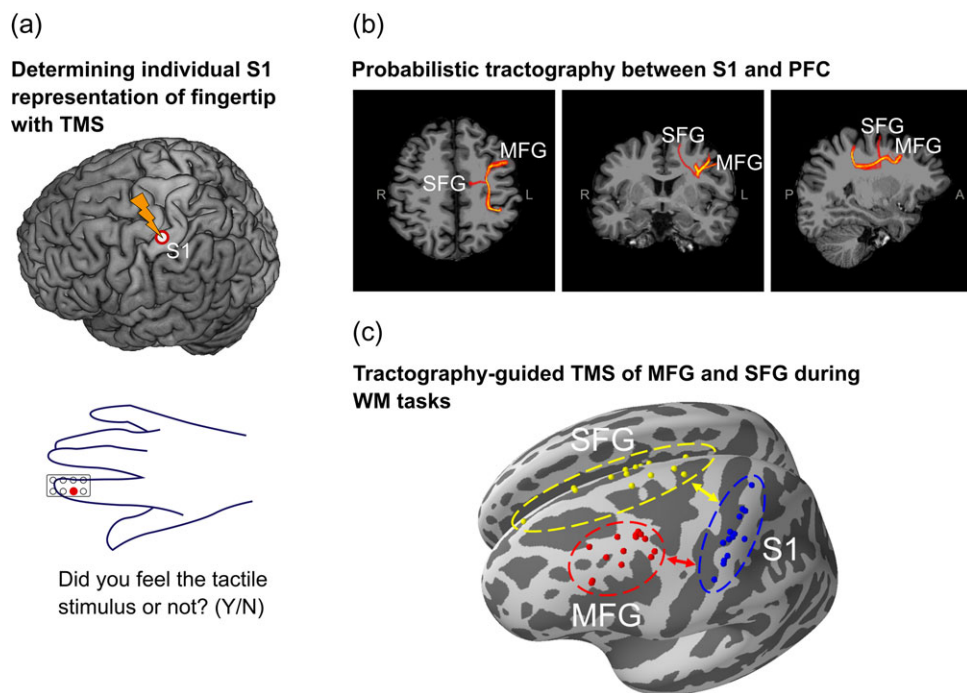 (a)
Determining individual S1
representation of fingertip
with TMS
S1
Did you feel the tactile
stimulus or not? (Y/N)
(b)
Probabilistic tractography between S1 and PFC
MFG
SFG
R
L
SFG
MFG
R
L
SFG
MFG
P
A
(c)
Tractography-guided TMS of MFG and SFG during
WM tasks
SFG
S1
MFG